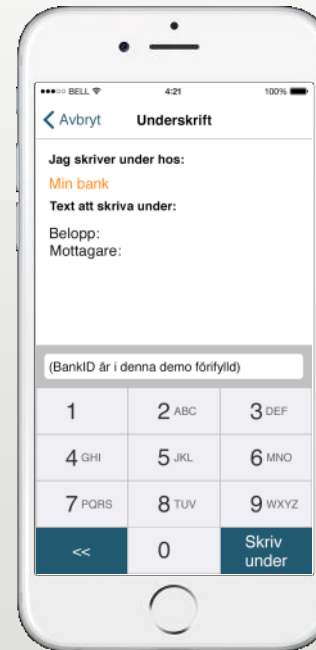 BELL 4:21 100%
Avbryt Underskrift
Jag skriver under hos:
Min bank
Text att skriva under:
Belopp:
Mottagare:
(BankID är i denna demo förifylld)
1 2 ABC 3 DEF
4 GHI 5 JKL 6 MNO
7 PQRS 8 TUV 9 WXYZ
<< 0 Skriv
under